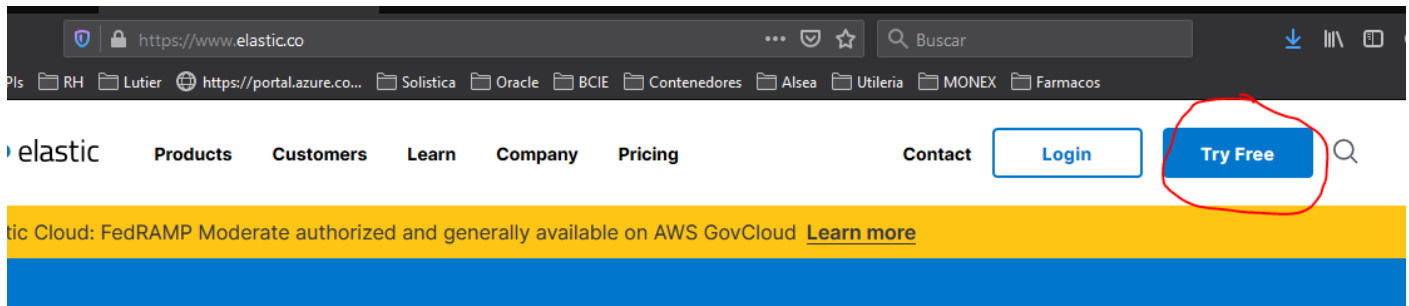 https://www.elastic.co Buscar
PIs RH Lutier https://portal.azure.co... Solistica Oracle BCIE Contenedores Alsea Utileria MONEX Farmacos
elastic Products Customers Learn Company Pricing Contact Login Try Free
tic Cloud: FedRAMP Moderate authorized and generally available on AWS GovCloud Learn more